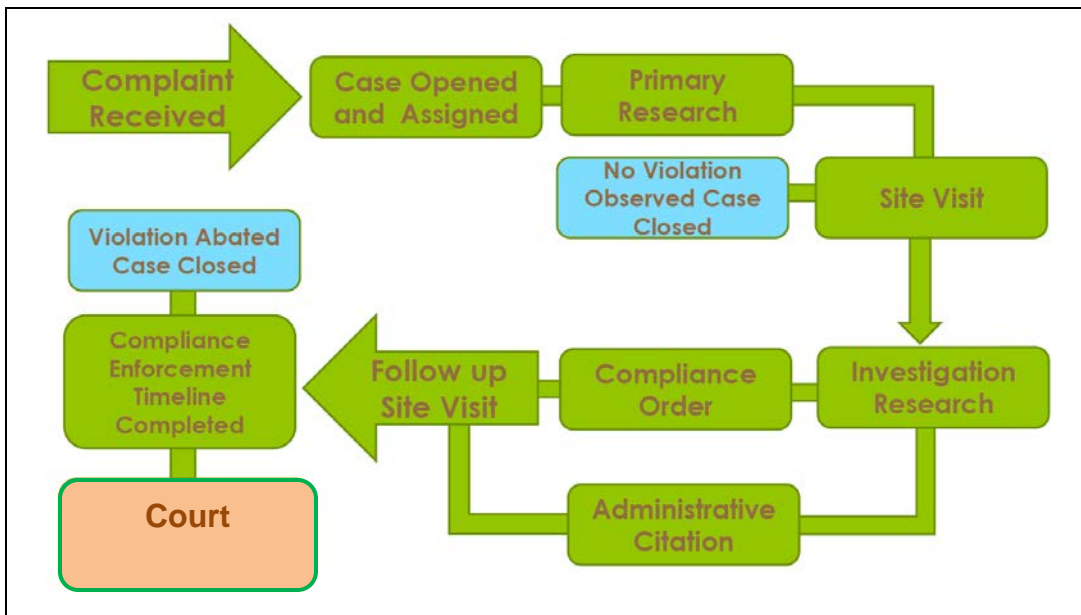 Complaint
Received
Case Opened
and Assigned
Primary
Research
No Violation
Observed Case
Closed
Site Visit
Violation Abated
Case Closed
Compliance
Enforcement
Timeline
Completed
Follow up
Site Visit
Compliance
Order
Investigation
Research
Court
Administrative
Citation